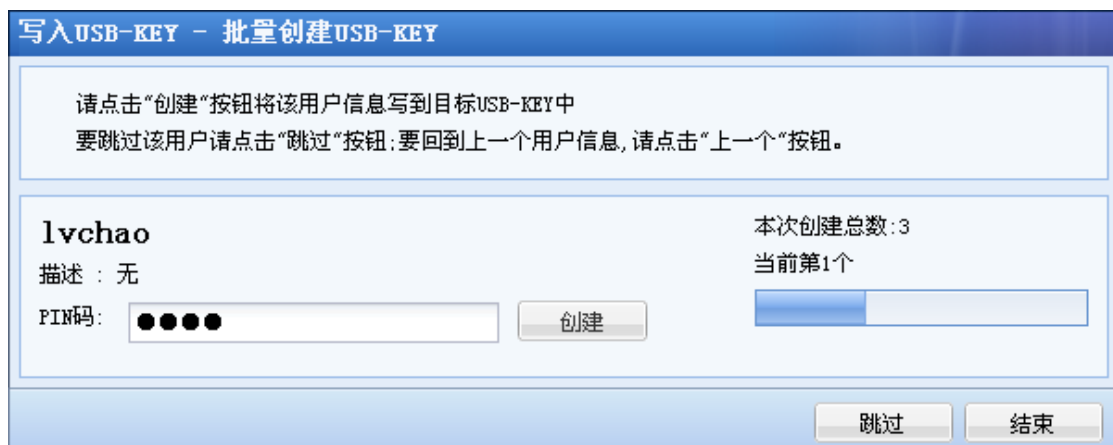 写入USB-KEY - 批量创建USB-KEY
请点击"创建"按钮将该用户信息写到目标USB-KEY中
要跳过该用户请点击"跳过"按钮;要回到上一个用户信息,请点击"上一个"按钮。
lvchao
描述 : 无
PIN码: ●●●●
创建
本次创建总数:3
当前第1个
跳过
结束